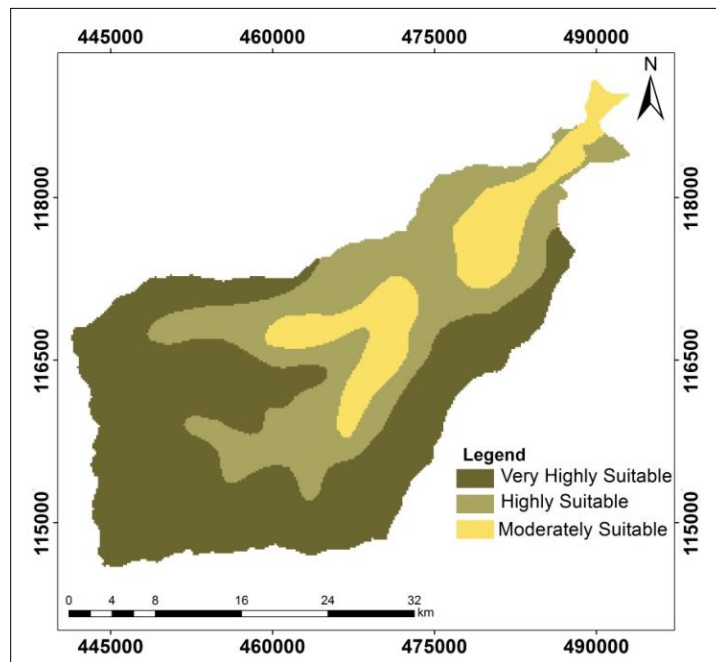 445000 460000 475000 490000
N
118000 118000
116500 116500
115000 115000
Legend
Very Highly Suitable
Highly Suitable
Moderately Suitable
0 4 8 16 24 32
km
445000 460000 475000 490000